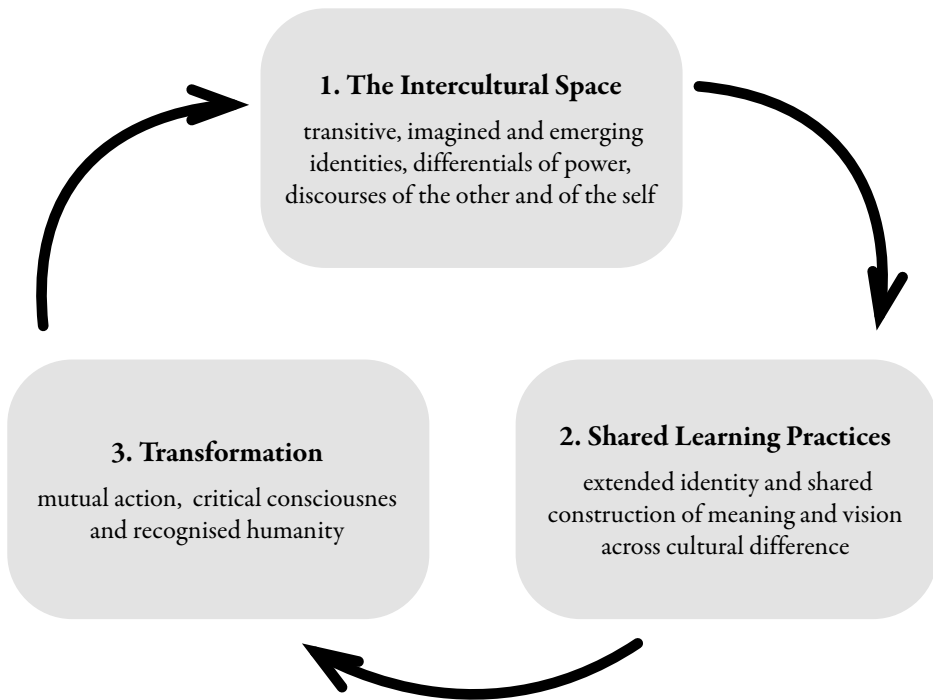 1. The Intercultural Space
transitive, imagined and emerging
identities, differentials of power,
discourses of the other and of the self
2. Shared Learning Practices
extended identity and shared
construction of meaning and vision
across cultural difference
3. Transformation
mutual action,  critical consciousnes
and recognised humanity